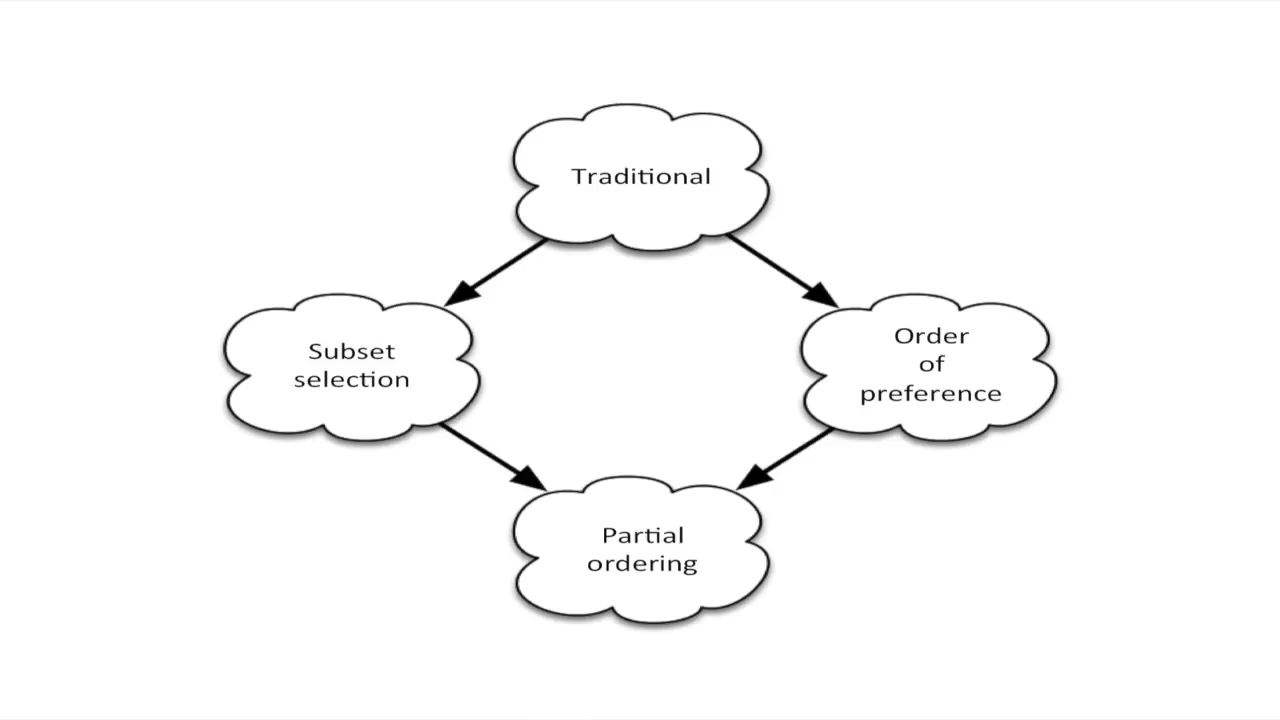 Traditional
Subset
selection
Order
of
preference
Partial
ordering